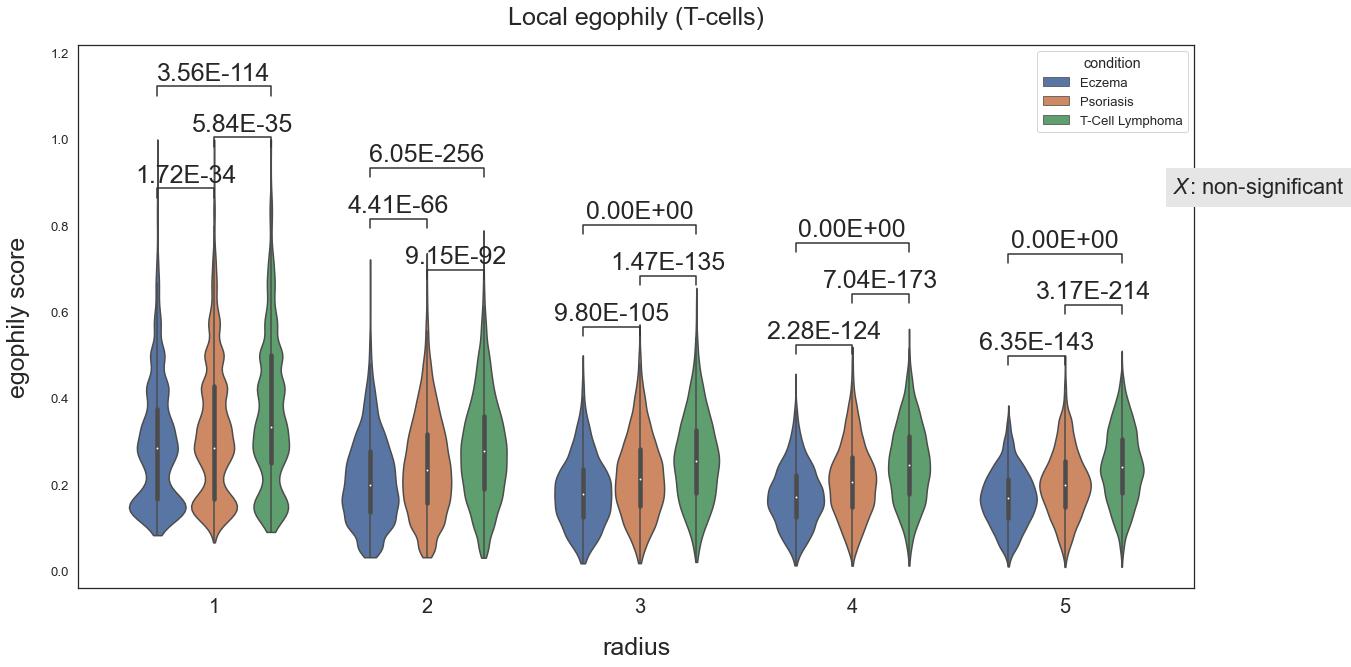 Local egophily (T-cells)
1.2
1.0
0.8
0.6
0.4
0.2
0.0
egophily score
3.56E-114
5.84E-35
1.72E-34
6.05E-256
4.41E-66
9.15E-92
0.00E+00
1.47E-135
9.80E-105
0.00E+00
7.04E-173
2.28E-124
0.00E+00
3.17E-214
6.35E-143
condition
Eczema
Psoriasis
T-Cell Lymphoma
X: non-significant
1 2 3 4 5
radius